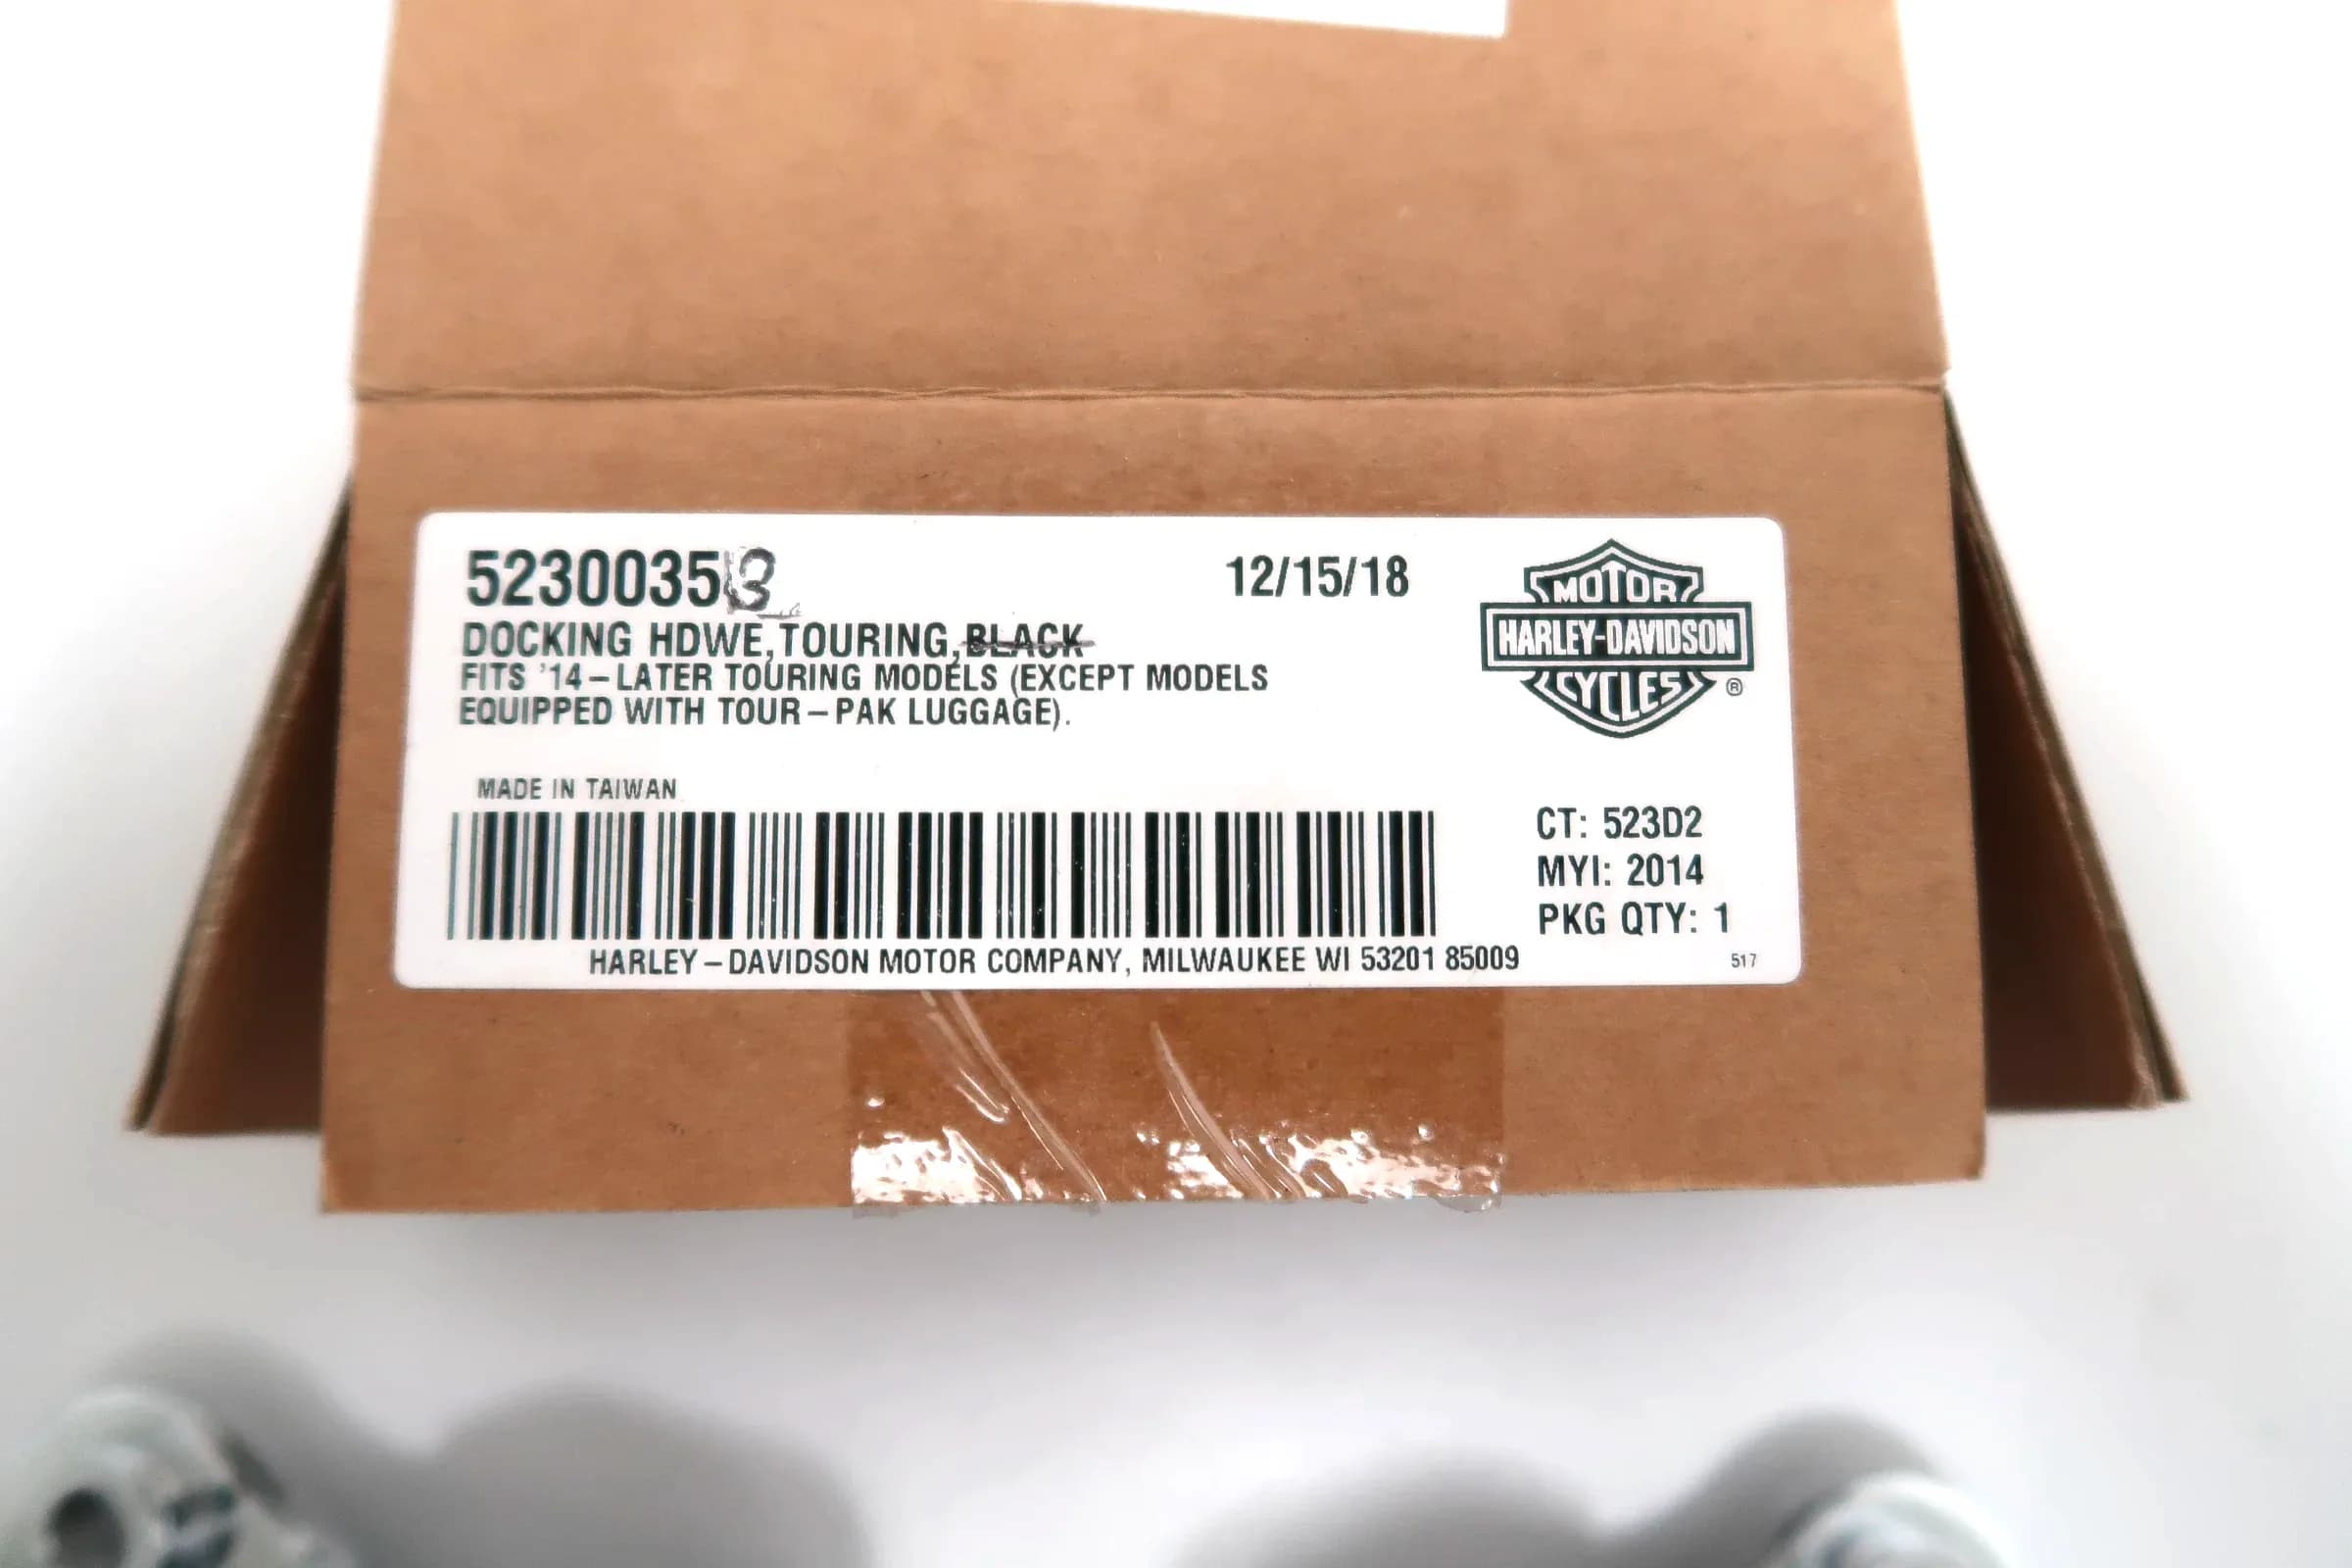 52300353
12/15/18
DOCKING HDWE,TOURING,BLACK
FITS '14–LATER TOURING MODELS (EXCEPT MODELS
EQUIPPED WITH TOUR–PAK LUGGAGE).
MOTOR
HARLEY-DAVIDSON
CYCLES
®
MADE IN TAIWAN
CT: 523D2
MYI: 2014
PKG QTY: 1
HARLEY–DAVIDSON MOTOR COMPANY, MILWAUKEE WI 53201 85009
517